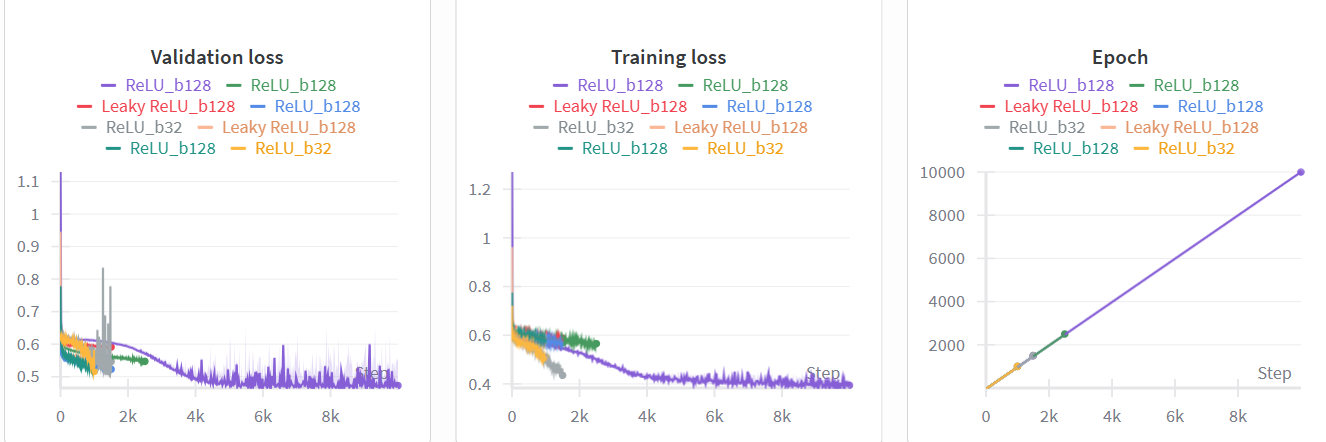 Validation loss
ReLU_b128 ReLU_b128
Leaky ReLU_b128 ReLU_b128
ReLU_b32 Leaky ReLU_b128
ReLU_b128 ReLU_b32
1.1
1
0.9
0.8
0.7
0.6
0.5
Step
0 2k 4k 6k 8k
Training loss
ReLU_b128 ReLU_b128
Leaky ReLU_b128 ReLU_b128
ReLU_b32 Leaky ReLU_b128
ReLU_b128 ReLU_b32
1.2
1
0.8
0.6
0.4
Step
0 2k 4k 6k 8k
Epoch
ReLU_b128 ReLU_b128
Leaky ReLU_b128 ReLU_b128
ReLU_b32 Leaky ReLU_b128
ReLU_b128 ReLU_b32
10000
8000
6000
4000
2000
Step
0 2k 4k 6k 8k